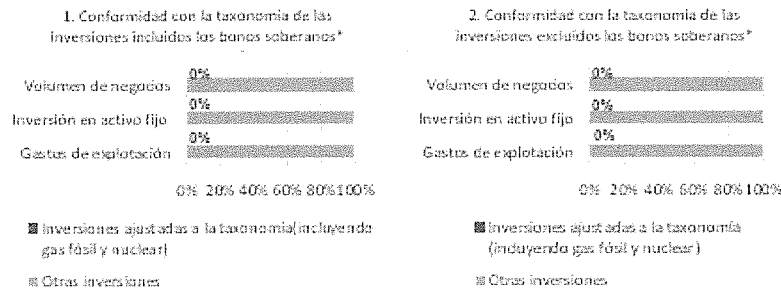 1. Conformidad con la taxonomía de las
inversiones incluidos los bonos soberanos*
Volumen de negocios
0%
Inversión en activo fijo
0%
Gastos de explotación
0%
0% 20% 40% 60% 80% 100%
Inversiones ajustadas a la taxonomía(incluyendo
gas fósil y nuclear)
Otras inversiones
2. Conformidad con la taxonomía de las
inversiones excluidos los bonos soberanos*
Volumen de negocios
0%
Inversión en activo fijo
0%
Gastos de explotación
0%
0% 20% 40% 60% 80% 100%
Inversiones ajustadas a la taxonomía
(incluyendo gas fósil y nuclear)
Otras inversiones